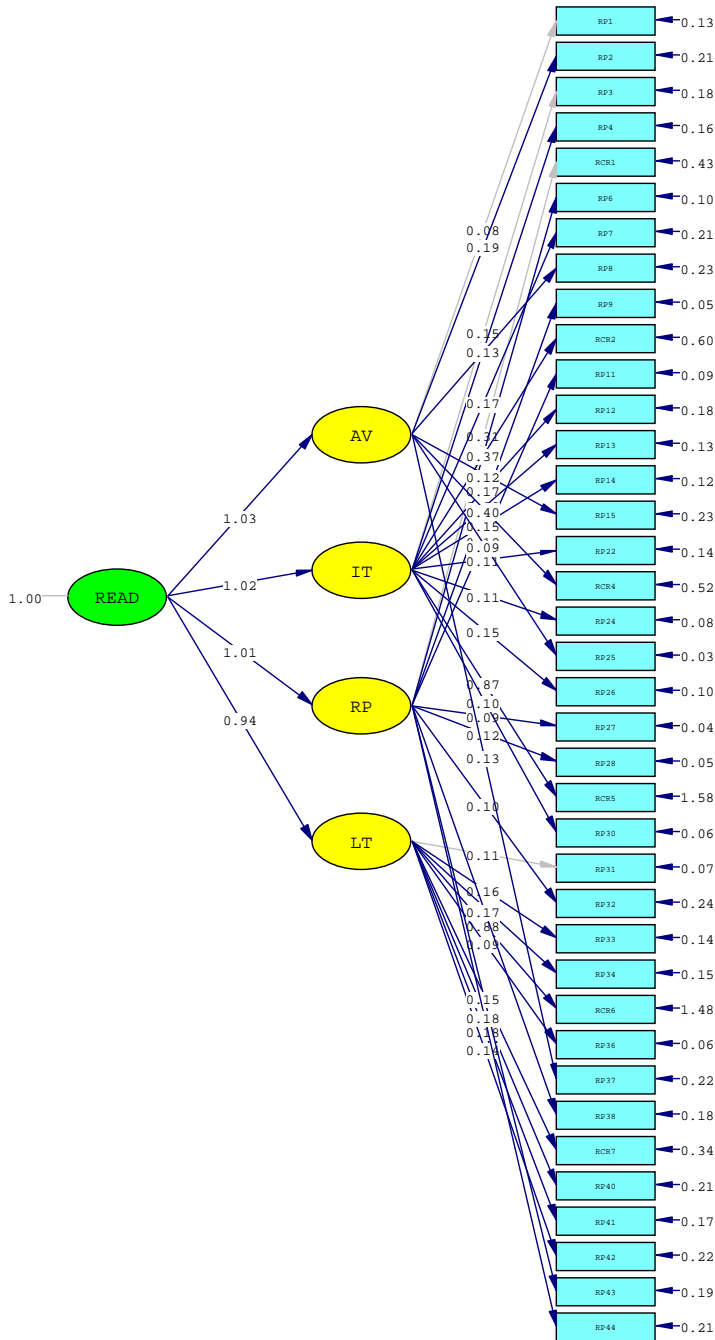 RP1 0.13
RP2 0.21
RP3 0.18
RP4 0.16
RCR1 0.43
RP6 0.10
RP7 0.21
RP8 0.23
RP9 0.05
RCR2 0.60
RP11 0.09
RP12 0.18
RP13 0.13
RP14 0.12
RP15 0.23
RP22 0.14
RCR4 0.52
RP24 0.08
RP25 0.03
RP26 0.10
RP27 0.04
RP28 0.05
RCR5 1.58
RP30 0.06
RP31 0.07
RP32 0.24
RP33 0.14
RP34 0.15
RCR6 1.48
RP36 0.06
RP37 0.22
RP38 0.18
RCR7 0.34
RP40 0.21
RP41 0.17
RP42 0.22
RP43 0.19
RP44 0.21
0.08
0.19
0.15
0.13
0.17
0.31
0.37
0.12
0.17
0.40
0.15
0.09
0.11
0.11
0.15
0.87
0.10
0.09
0.12
0.13
0.10
0.11
0.16
0.17
0.88
0.09
0.15
0.18
0.18
0.14
AV
IT
RP
LT
1.03
1.02
1.01
0.94
1.00
READ